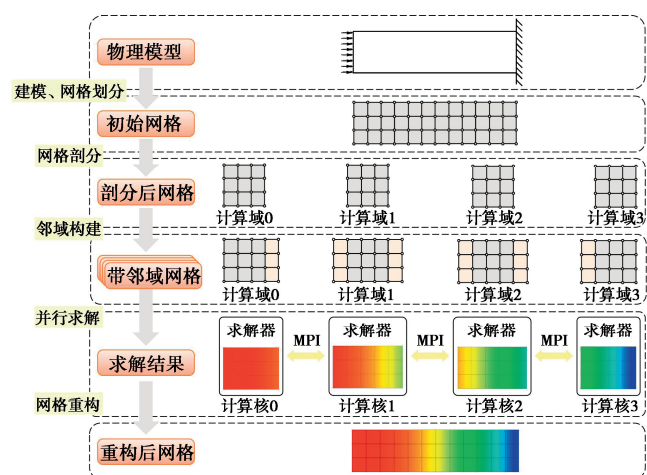 物理模型
建模、网格划分
初始网格
网格剖分
剖分后网格
计算域0 计算域1 计算域2 计算域3
邻域构建
带邻域网格
计算域0 计算域1 计算域2 计算域3
并行求解
求解器 MPI 求解器 MPI 求解器 MPI 求解器
求解结果
计算核0 计算核1 计算核2 计算核3
网格重构
重构后网格